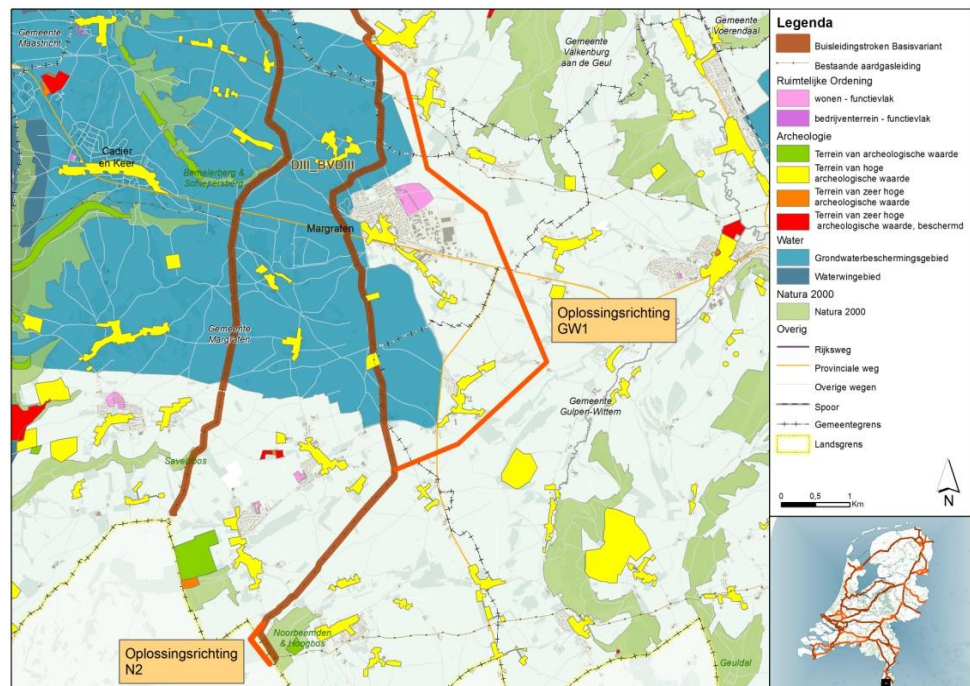 Gemeente
Maastricht
Gemeente
Valkenburg
aan de Geul
Gemeente
Voerendaal
Cadier
en Keer
Bemelerberg &
Schiepersberg
DIII_BVDIII
Margraten
Oplossingsrichting
GW1
Gemeente
Margraten
Gemeente
Gulpen-Wittem
Savelsbos
Noorbeemden
& Hoogbos
Oplossingsrichting
N2
Geuldal
Legenda
Buisleidingstroken Basisvariant
Bestaande aardgasleiding
Ruimtelijke Ordening
wonen - functievlak
bedrijventerrein - functievlak
Archeologie
Terrein van archeologische waarde
Terrein van hoge
archeologische waarde
Terrein van zeer hoge
archeologische waarde
Terrein van zeer hoge
archeologische waarde, beschermd
Water
Grondwaterbeschermingsgebied
Waterwingebied
Natura 2000
Natura 2000
Overig
Rijksweg
Provinciale weg
Overige wegen
Spoor
Gemeentegrens
Landsgrens
0 0,5 1
Km
N